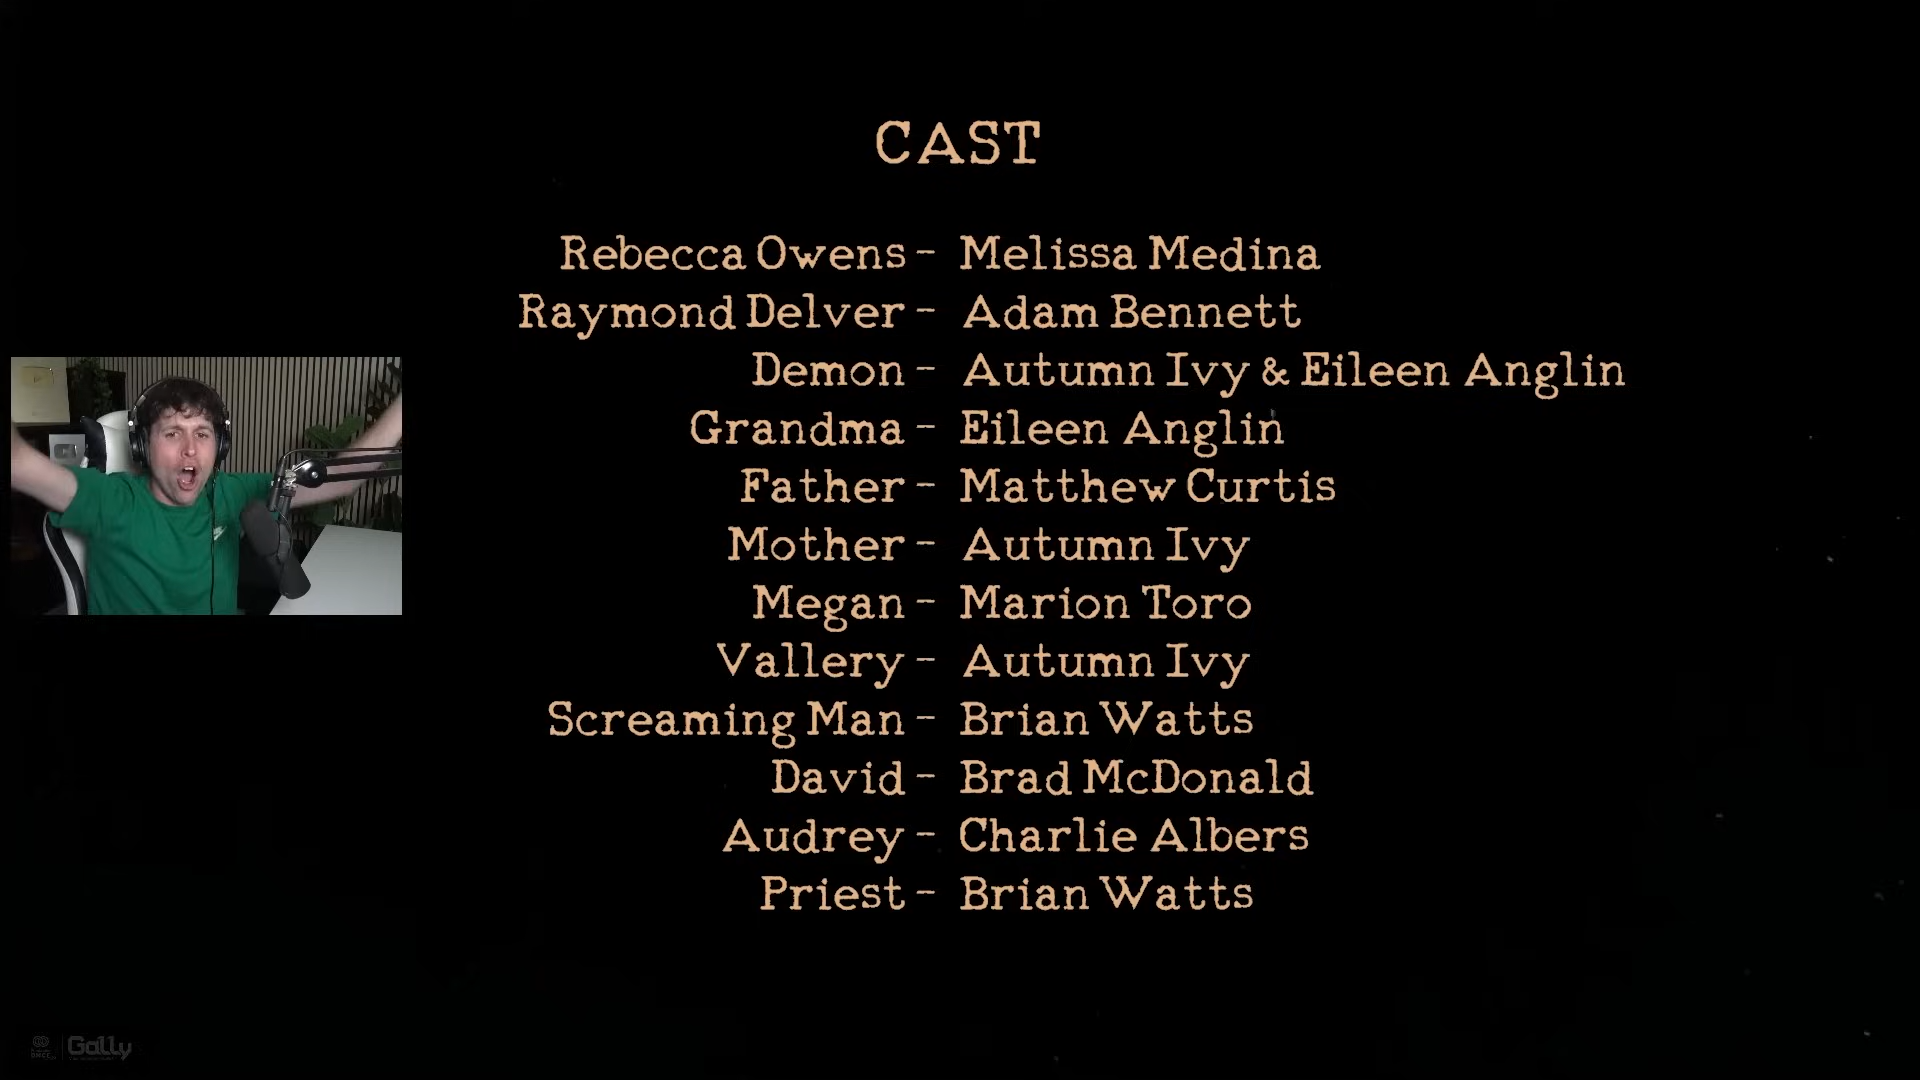 CAST
Rebecca Owens - Melissa Medina
Raymond Delver - Adam Bennett
Demon - Autumn Ivy & Eileen Anglin
Grandma - Eileen Anglin
Father - Matthew Curtis
Mother - Autumn Ivy
Megan - Marion Toro
Vallery - Autumn Ivy
Screaming Man - Brian Watts
David - Brad McDonald
Audrey - Charlie Albers
Priest - Brian Watts
Gally